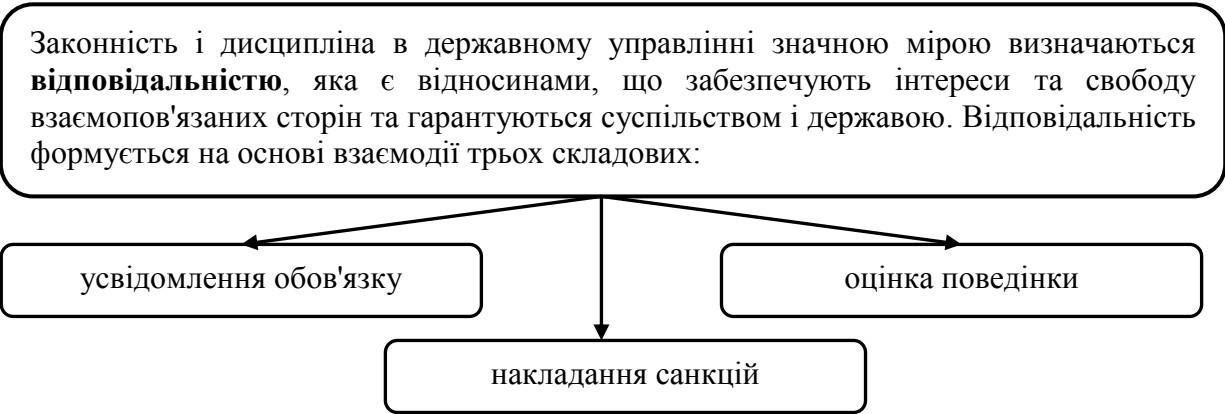 Законність і дисципліна в державному управлінні значною мірою визначаються
відповідальністю, яка є відносинами, що забезпечують інтереси та свободу
взаємопов'язаних сторін та гарантуються суспільством і державою. Відповідальність
формується на основі взаємодії трьох складових:
усвідомлення обов'язку
оцінка поведінки
накладання санкцій